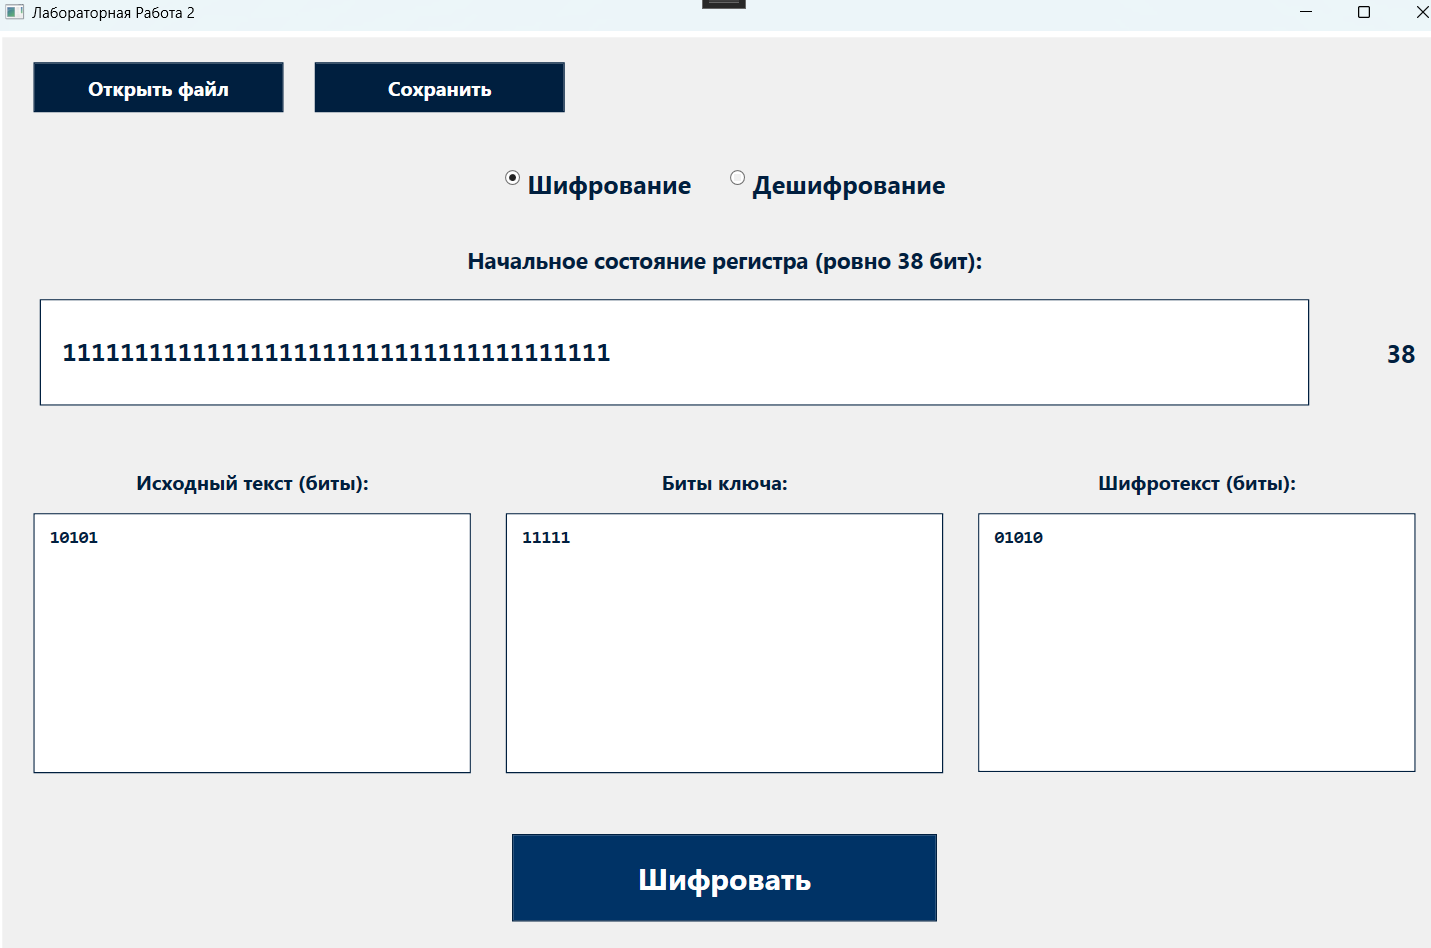 Лабораторная Работа 2
Открыть файл
Сохранить
Шифрование
Дешифрование
Начальное состояние регистра (ровно 38 бит):
11111111111111111111111111111111111111
38
Исходный текст (биты):
Биты ключа:
Шифротекст (биты):
10101
11111
01010
Шифровать